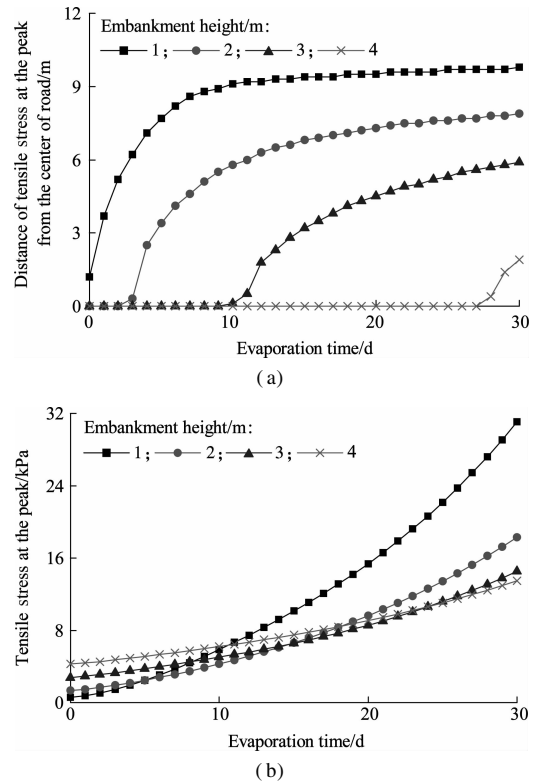 12
9
6
3
0
Distance of tensile stress at the peak
from the center of road/m
Embankment height/m:
1; 2; 3; 4
0 10 20 30
Evaporation time/d
(a)
32
24
16
8
0
Tensile stress at the peak/kPa
Embankment height/m:
1; 2; 3; 4
0 10 20 30
Evaporation time/d
(b)